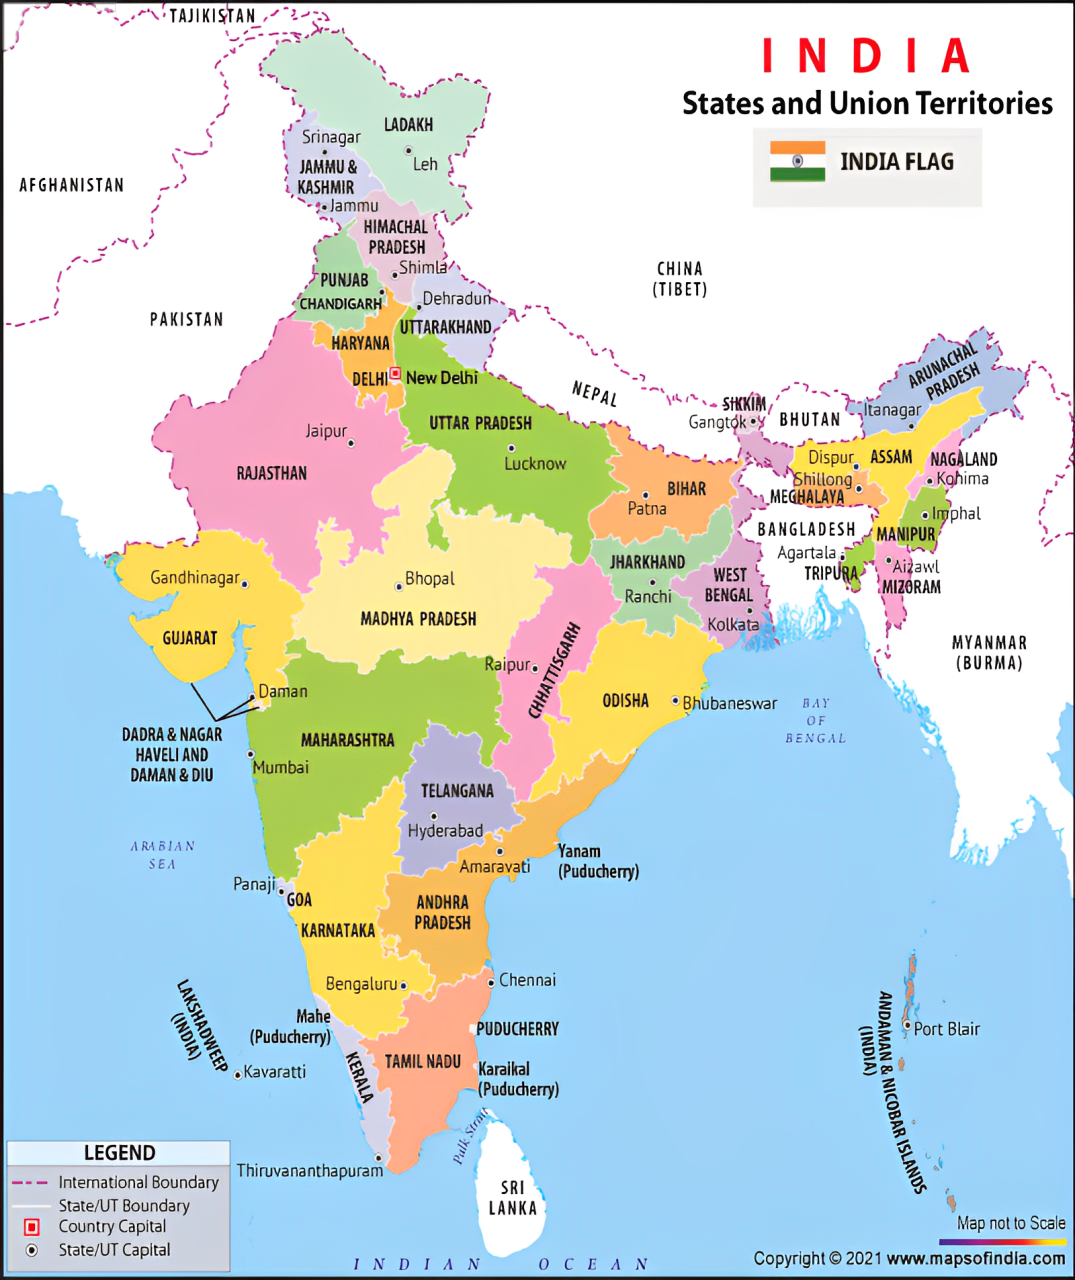 TAJIKISTAN
INDIA
States and Union Territories
INDIA FLAG
LADAKH
Leh
Srinagar
JAMMU &
KASHMIR
Jammu
AFGHANISTAN
HIMACHAL
PRADESH
Shimla
CHINA
(TIBET)
PUNJAB
CHANDIGARH
Dehradun
UTTARAKHAND
PAKISTAN
HARYANA
DELHI
New Delhi
NEPAL
ARUNACHAL
PRADESH
Itanagar
SIKKIM
Gangtok
BHUTAN
UTTAR PRADESH
Lucknow
Jaipur
RAJASTHAN
Dispur
ASSAM
NAGALAND
Kohima
Shillong
MEGHALAYA
BIHAR
Patna
Imphal
MANIPUR
BANGLADESH
Agartala
TRIPURA
Aizawl
MIZORAM
JHARKHAND
Ranchi
WEST
BENGAL
Kolkata
Gandhinagar
GUJARAT
Bhopal
MADHYA PRADESH
MYANMAR
(BURMA)
Raipur
CHHATTISGARH
ODISHA
Bhubaneswar
BAY
OF
BENGAL
Daman
DADRA & NAGAR
HAVELI AND
DAMAN & DIU
MAHARASHTRA
Mumbai
TELANGANA
Hyderabad
ARABIAN
SEA
Amaravati
Yanam
(Puducherry)
Panaji
GOA
KARNATAKA
ANDHRA
PRADESH
Bengaluru
Chennai
LAKSHADWEEP
(INDIA)
Kavaratti
Mahe
(Puducherry)
PUDUCHERRY
KERALA
TAMIL NADU
Karaikal
(Puducherry)
Port Blair
ANDAMAN & NICOBAR ISLANDS
(INDIA)
Palk Strait
Thiruvananthapuram
SRI
LANKA
LEGEND
International Boundary
State/UT Boundary
Country Capital
State/UT Capital
INDIAN OCEAN
Map not to Scale
Copyright © 2021 www.mapsofindia.com